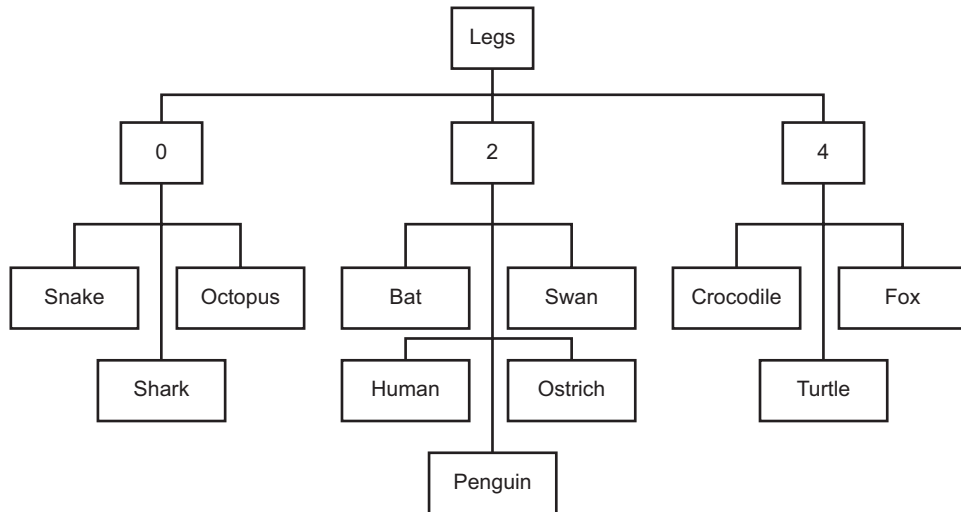 Legs
0
2
4
Snake
Octopus
Bat
Swan
Crocodile
Fox
Shark
Human
Ostrich
Turtle
Penguin